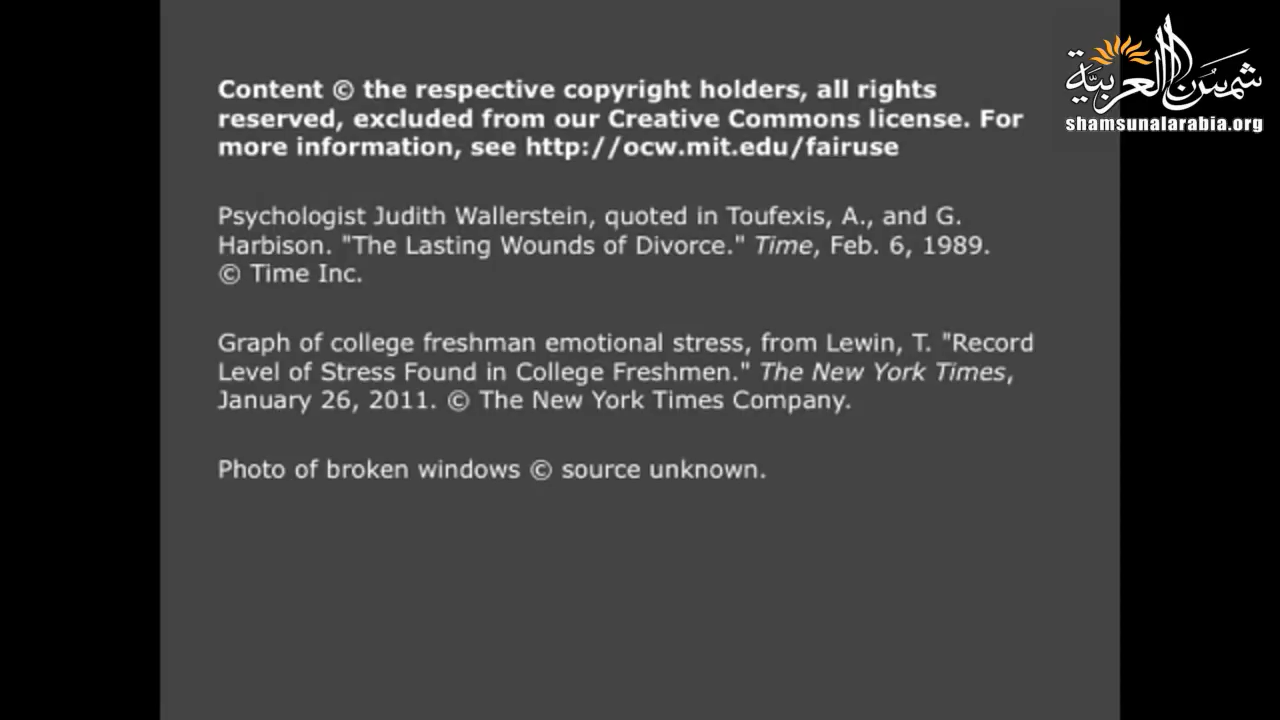 شمس العربية
shamsunalarabia.org
Content © the respective copyright holders, all rights
reserved, excluded from our Creative Commons license. For
more information, see http://ocw.mit.edu/fairuse
Psychologist Judith Wallerstein, quoted in Toufexis, A., and G.
Harbison. "The Lasting Wounds of Divorce." Time, Feb. 6, 1989.
© Time Inc.
Graph of college freshman emotional stress, from Lewin, T. "Record
Level of Stress Found in College Freshmen." The New York Times,
January 26, 2011. © The New York Times Company.
Photo of broken windows © source unknown.